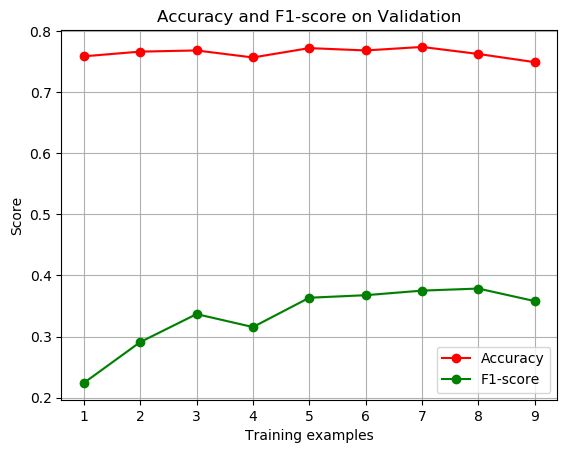 Accuracy and F1-score on Validation
0.8
0.7
0.6
0.5
0.4
0.3
0.2
Score
1 2 3 4 5 6 7 8 9
Training examples
Accuracy
F1-score